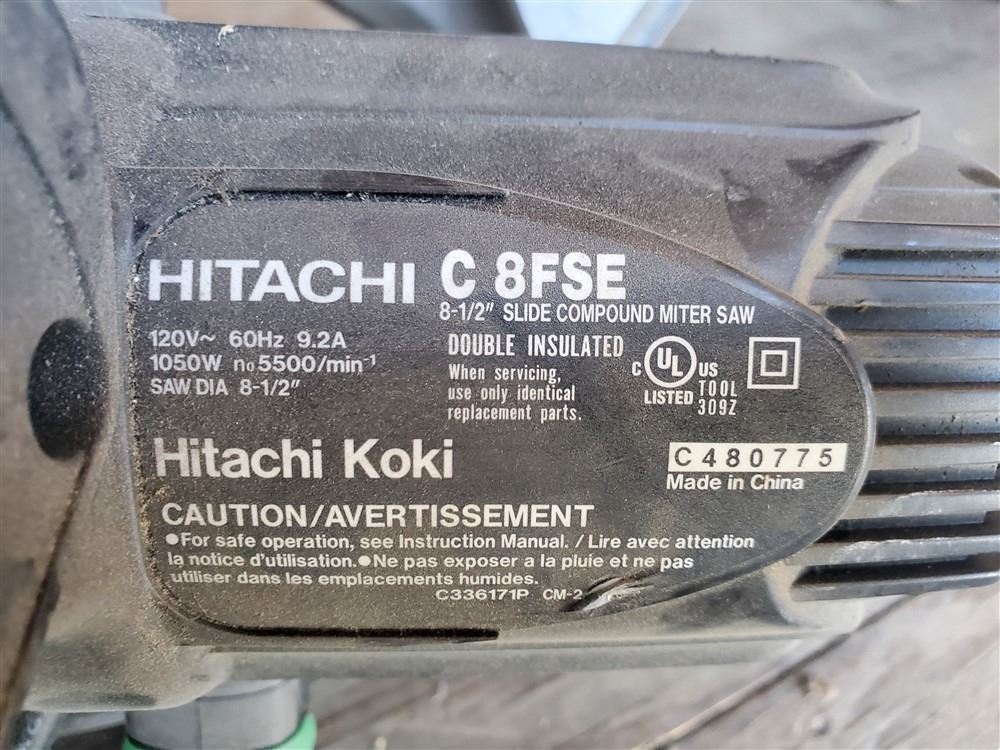 HITACHI C 8FSE
8-1/2" SLIDE COMPOUND MITER SAW
120V~ 60Hz 9.2A
1050W no 5500/min⁻¹
SAW DIA 8-1/2"
DOUBLE INSULATED
When servicing,
use only identical
replacement parts.
C UL US
LISTED TOOL
309Z
Hitachi Koki
C480775
Made in China
CAUTION/AVERTISSEMENT
●For safe operation, see Instruction Manual. / Lire avec attention
la notice d'utilisation. ●Ne pas exposer a la pluie et ne pas
utiliser dans les emplacements humides.
C336171P CM-2